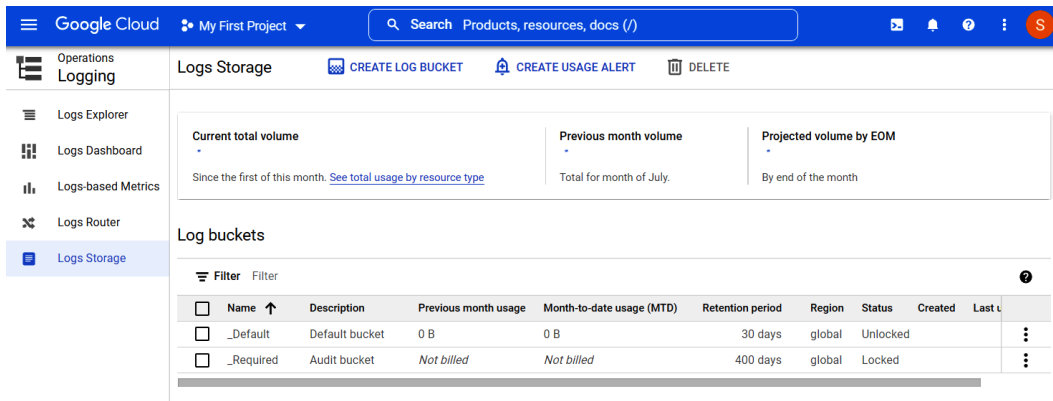 Google Cloud My First Project Search Products, resources, docs (/) S
Operations
Logging
Logs Explorer
Logs Dashboard
Logs-based Metrics
Logs Router
Logs Storage
Logs Storage CREATE LOG BUCKET CREATE USAGE ALERT DELETE
Current total volume Previous month volume Projected volume by EOM
Since the first of this month. See total usage by resource type Total for month of July. By end of the month
Log buckets
Filter Filter
Name Description Previous month usage Month-to-date usage (MTD) Retention period Region Status Created Last u
_Default Default bucket 0 B 0 B 30 days global Unlocked
_Required Audit bucket Not billed Not billed 400 days global Locked